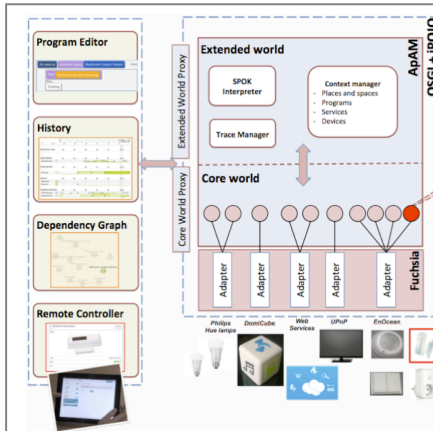 Program Editor
History
Dependency Graph
Remote Controller
Extended World Proxy
Core World Proxy
Extended world
SPOK
Interpreter
Trace Manager
Context manager
- Places and spaces
- Programs
- Services
- Devices
Core world
ApAM
OSGi + iPOJO
Adapter
Adapter
Adapter
Adapter
Adapter
Fuchsia
Philips
Hue lamps
DomiCube
Web
Services
UPnP
EnOcean